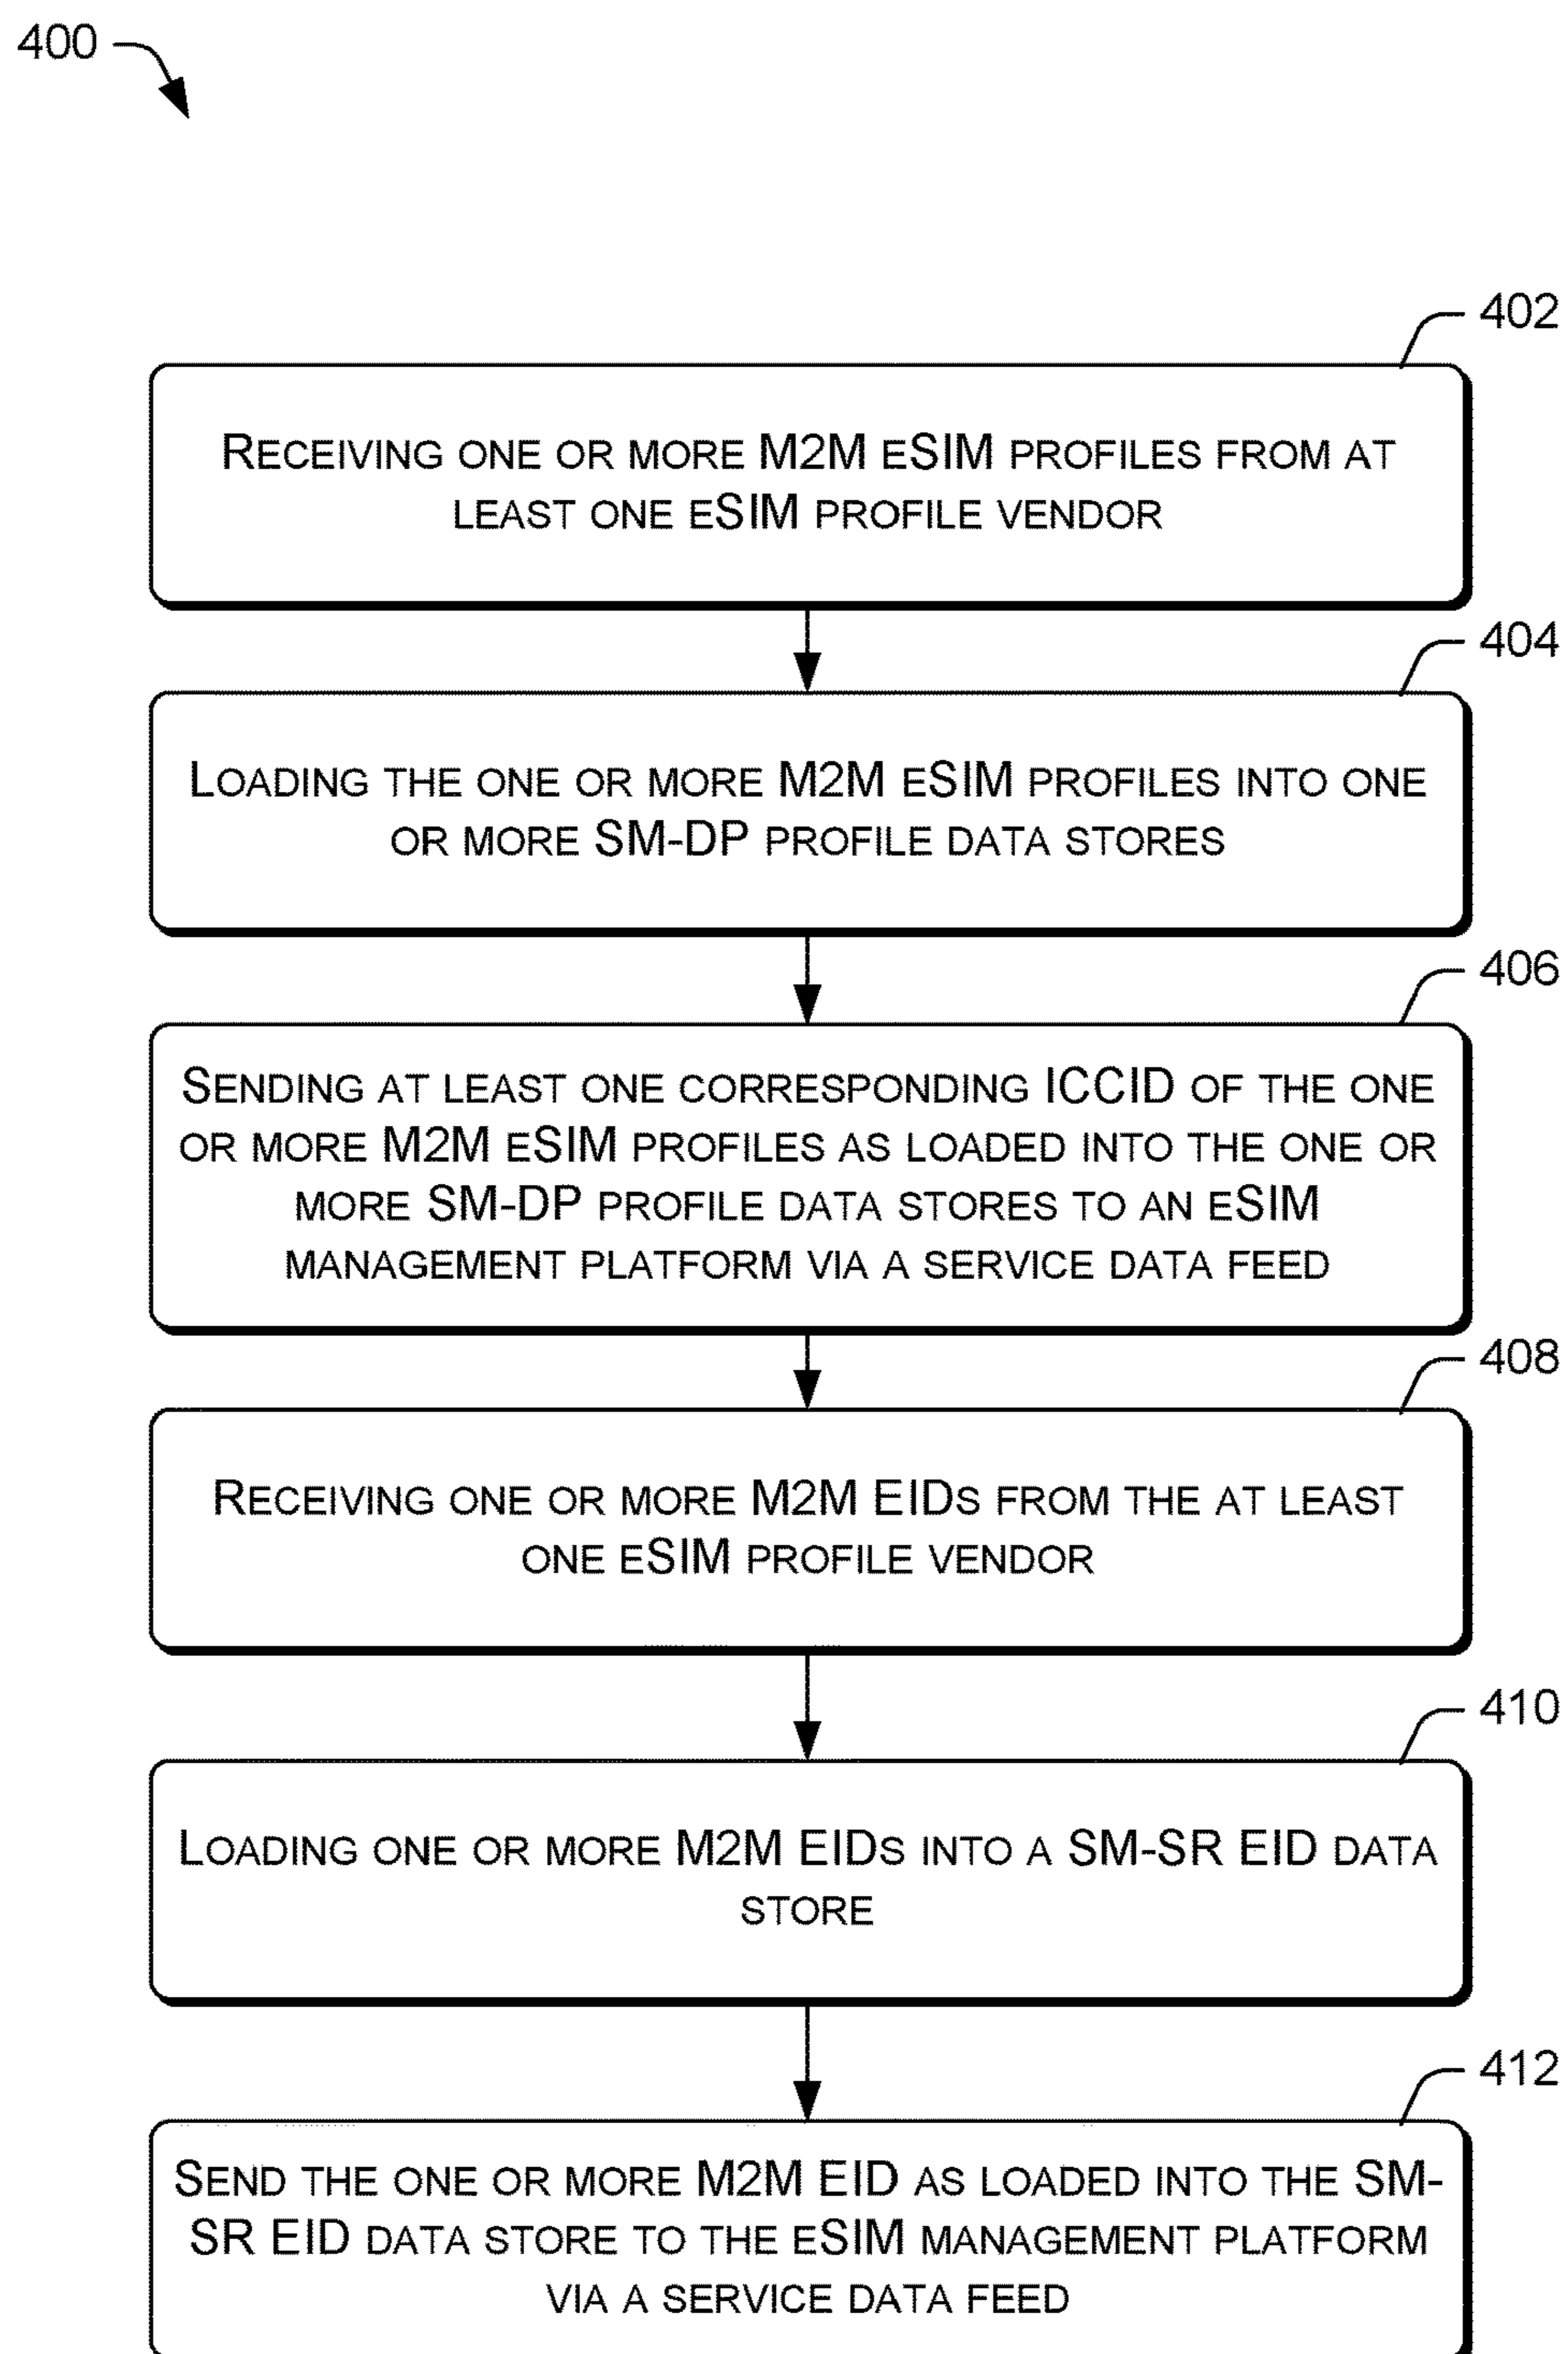 400
402
RECEIVING ONE OR MORE M2M ESIM PROFILES FROM AT
LEAST ONE ESIM PROFILE VENDOR
404
LOADING THE ONE OR MORE M2M ESIM PROFILES INTO ONE
OR MORE SM-DP PROFILE DATA STORES
406
SENDING AT LEAST ONE CORRESPONDING ICCID OF THE ONE
OR MORE M2M ESIM PROFILES AS LOADED INTO THE ONE OR
MORE SM-DP PROFILE DATA STORES TO AN ESIM
MANAGEMENT PLATFORM VIA A SERVICE DATA FEED
408
RECEIVING ONE OR MORE M2M EIDS FROM THE AT LEAST
ONE ESIM PROFILE VENDOR
410
LOADING ONE OR MORE M2M EIDS INTO A SM-SR EID DATA
STORE
412
SEND THE ONE OR MORE M2M EID AS LOADED INTO THE SM-
SR EID DATA STORE TO THE ESIM MANAGEMENT PLATFORM
VIA A SERVICE DATA FEED